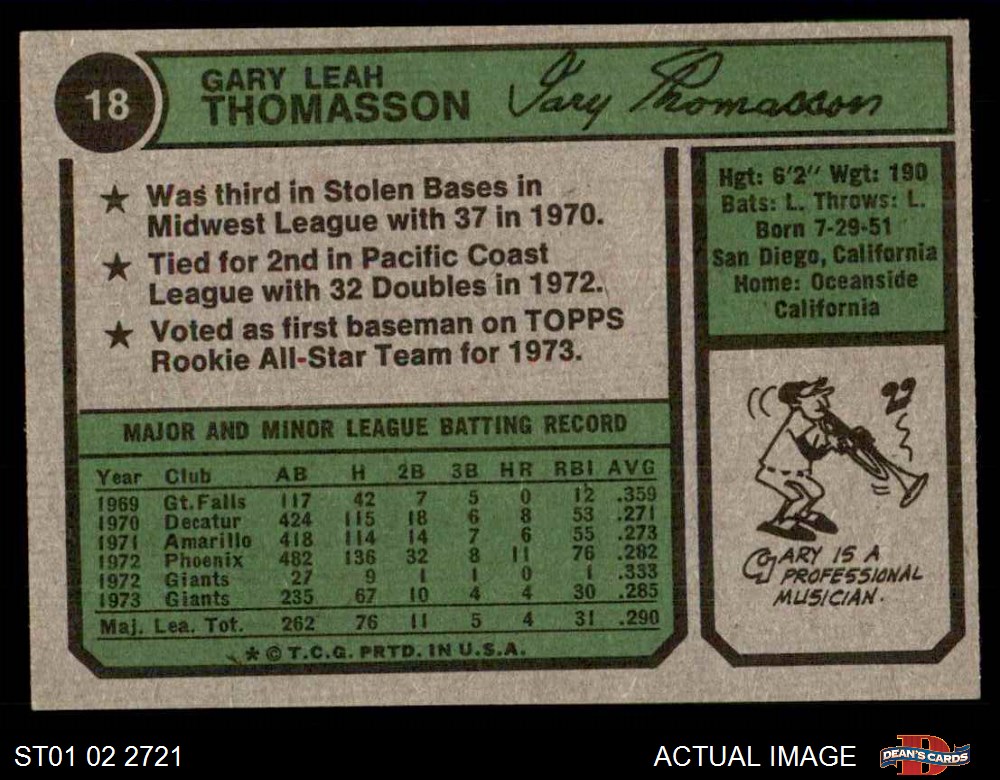 18
GARY LEAH
THOMASSON
Gary Thomasson
★ Was third in Stolen Bases in
Midwest League with 37 in 1970.
★ Tied for 2nd in Pacific Coast
League with 32 Doubles in 1972.
★ Voted as first baseman on TOPPS
Rookie All-Star Team for 1973.
Hgt: 6'2" Wgt: 190
Bats: L. Throws: L.
Born 7-29-51
San Diego, California
Home: Oceanside
California
MAJOR AND MINOR LEAGUE BATTING RECORD
Year Club AB H 2B 3B HR RBI AVG
1969 Gt.Falls 117 42 7 5 0 12 .359
1970 Decatur 424 115 18 6 8 53 .271
1971 Amarillo 418 114 14 7 6 55 .273
1972 Phoenix 482 136 32 8 11 76 .282
1972 Giants 27 9 1 1 0 1 .333
1973 Giants 235 67 10 4 4 30 .285
Maj. Lea. Tot. 262 76 11 5 4 31 .290
* © T.C.G. PRTD. IN U.S.A.
GARY IS A
PROFESSIONAL
MUSICIAN.
ST01 02 2721
ACTUAL IMAGE
DEAN'S CARDS